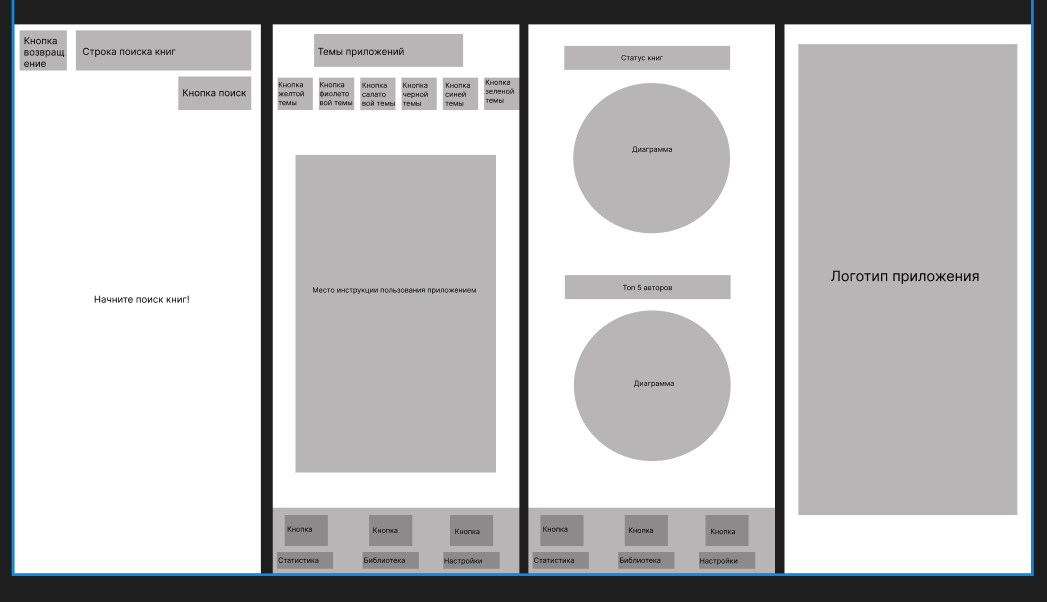 Кнопка
возвращ
ение
Строка поиска книг
Кнопка поиск
Начните поиск книг!
Темы приложений
Кнопка
желтой
темы
Кнопка
фиолето
вой темы
Кнопка
салато
вой темы
Кнопка
черной
темы
Кнопка
синей
темы
Кнопка
зеленой
темы
Место инструкции пользования приложением
Кнопка
Кнопка
Кнопка
Статистика
Библиотека
Настройки
Статус книг
Диаграмма
Топ 5 авторов
Диаграмма
Кнопка
Кнопка
Кнопка
Статистика
Библиотека
Настройки
Логотип приложения